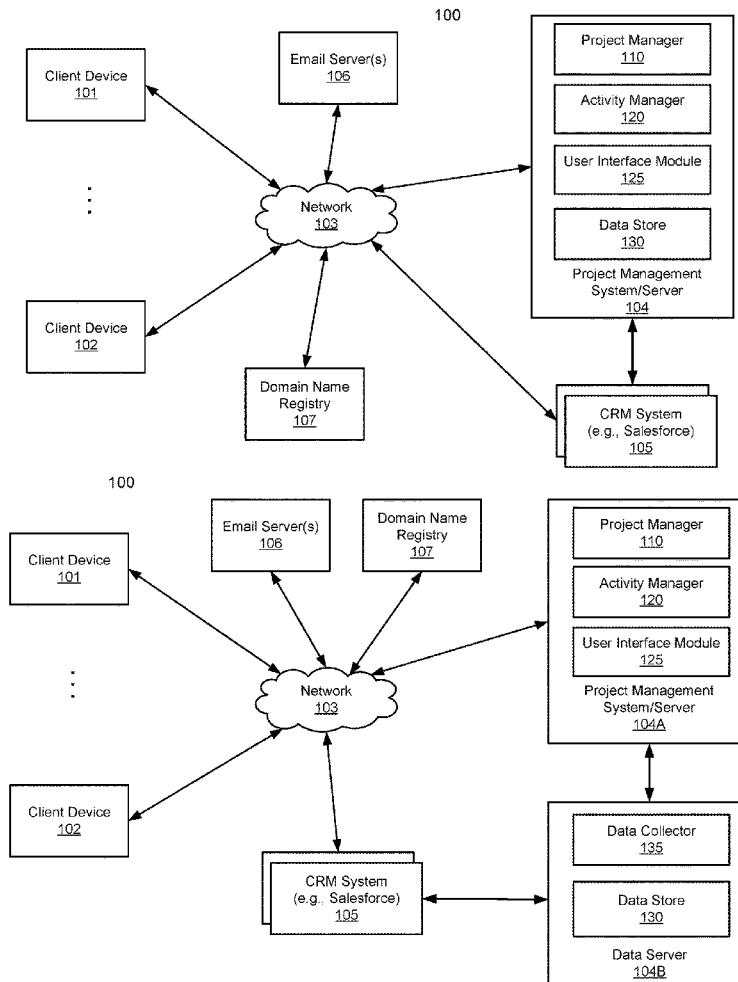 100
Client Device
101
Email Server(s)
106
Project Manager
110
Activity Manager
120
User Interface Module
125
Data Store
130
Project Management
System/Server
104
Network
103
Client Device
102
Domain Name
Registry
107
CRM System
(e.g., Salesforce)
105
100
Client Device
101
Email Server(s)
106
Domain Name
Registry
107
Project Manager
110
Activity Manager
120
User Interface Module
125
Project Management
System/Server
104A
Network
103
Client Device
102
CRM System
(e.g., Salesforce)
105
Data Collector
135
Data Store
130
Data Server
104B